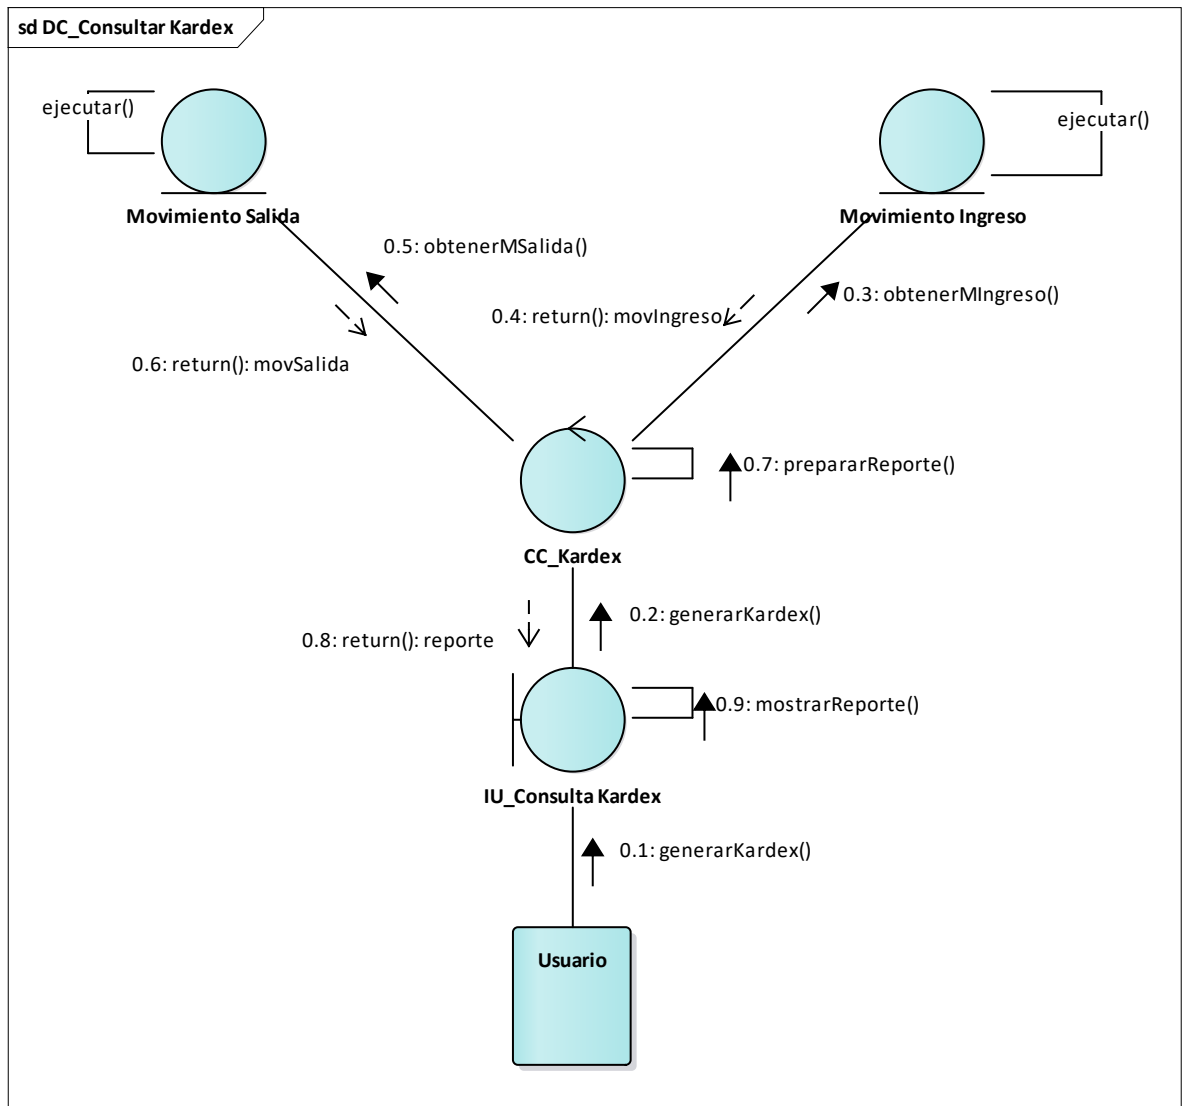 sd DC_Consultar Kardex
ejecutar()
ejecutar()
Movimiento Salida
Movimiento Ingreso
0.5: obtenerMSalida()
0.3: obtenerMIngreso()
0.4: return(): movIngreso
0.6: return(): movSalida
0.7: prepararReporte()
CC_Kardex
0.2: generarKardex()
0.8: return(): reporte
0.9: mostrarReporte()
IU_Consulta Kardex
0.1: generarKardex()
Usuario